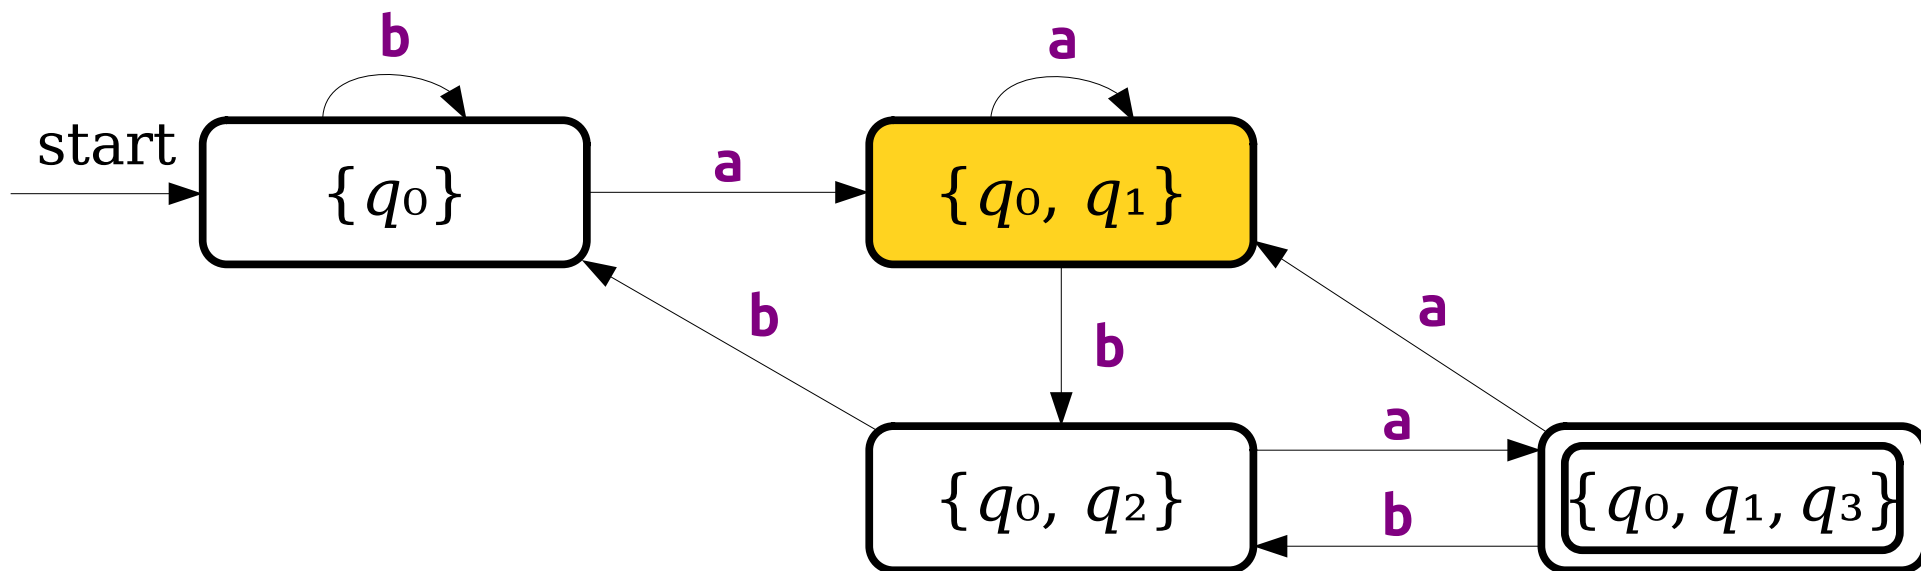 b
a
start
{q₀}
a
{q₀, q₁}
b
b
a
a
{q₀, q₂}
b
{q₀, q₁, q₃}